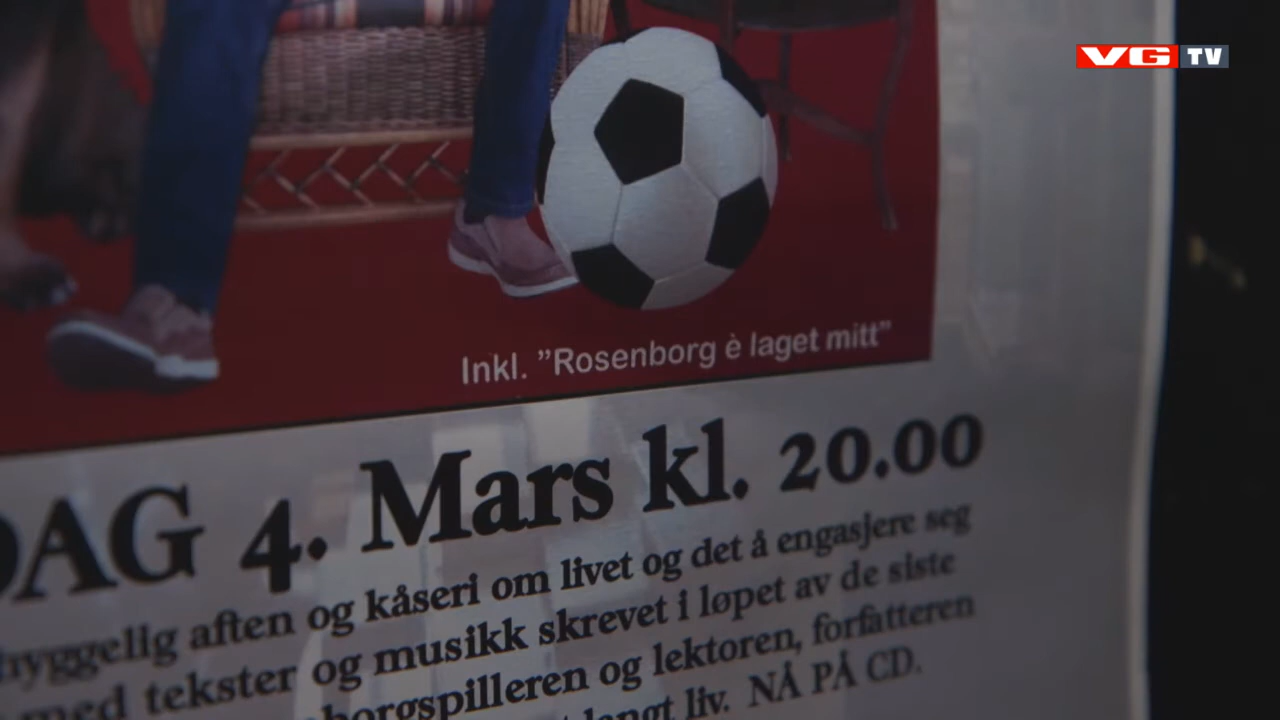 VG TV
Inkl. ”Rosenborg è laget mitt”
DAG 4. Mars kl. 20.00
hyggelig aften og kåseri om livet og det å engasjere seg
med tekster og musikk skrevet i løpet av de siste
borgspilleren og lektoren, forfatteren
langt liv. NÅ PÅ CD.